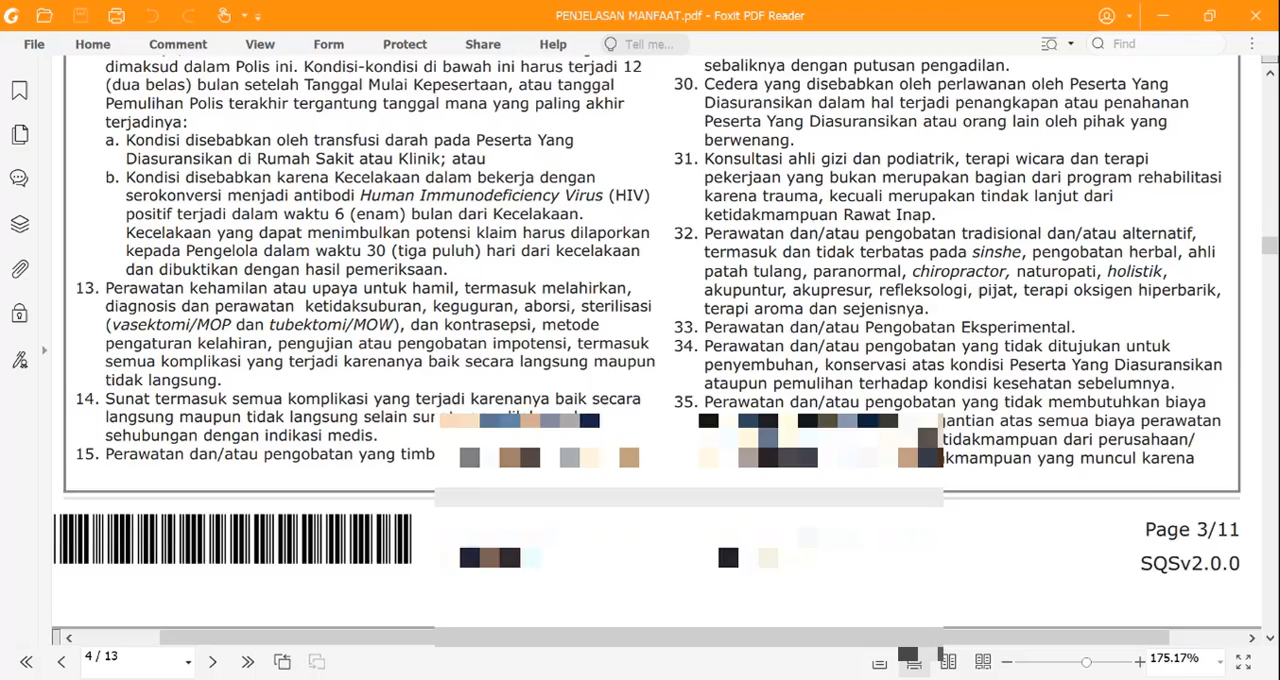 PENJELASAN MANFAAT.pdf - Foxit PDF Reader
File Home Comment View Form Protect Share Help Tell me... Find
dimaksud dalam Polis ini. Kondisi-kondisi di bawah ini harus terjadi 12
(dua belas) bulan setelah Tanggal Mulai Kepesertaan, atau tanggal
Pemulihan Polis terakhir tergantung tanggal mana yang paling akhir
terjadinya:
a. Kondisi disebabkan oleh transfusi darah pada Peserta Yang
Diasuransikan di Rumah Sakit atau Klinik; atau
b. Kondisi disebabkan karena Kecelakaan dalam bekerja dengan
serokonversi menjadi antibodi Human Immunodeficiency Virus (HIV)
positif terjadi dalam waktu 6 (enam) bulan dari Kecelakaan.
Kecelakaan yang dapat menimbulkan potensi klaim harus dilaporkan
kepada Pengelola dalam waktu 30 (tiga puluh) hari dari kecelakaan
dan dibuktikan dengan hasil pemeriksaan.
13. Perawatan kehamilan atau upaya untuk hamil, termasuk melahirkan,
diagnosis dan perawatan ketidaksuburan, keguguran, aborsi, sterilisasi
(vasektomi/MOP dan tubektomi/MOW), dan kontrasepsi, metode
pengaturan kelahiran, pengujian atau pengobatan impotensi, termasuk
semua komplikasi yang terjadi karenanya baik secara langsung maupun
tidak langsung.
14. Sunat termasuk semua komplikasi yang terjadi karenanya baik secara
langsung maupun tidak langsung selain
sehubungan dengan indikasi medis.
15. Perawatan dan/atau pengobatan yang timb
sebaliknya dengan putusan pengadilan.
30. Cedera yang disebabkan oleh perlawanan oleh Peserta Yang
Diasuransikan dalam hal terjadi penangkapan atau penahanan
Peserta Yang Diasuransikan atau orang lain oleh pihak yang
berwenang.
31. Konsultasi ahli gizi dan podiatrik, terapi wicara dan terapi
pekerjaan yang bukan merupakan bagian dari program rehabilitasi
karena trauma, kecuali merupakan tindak lanjut dari
ketidakmampuan Rawat Inap.
32. Perawatan dan/atau pengobatan tradisional dan/atau alternatif,
termasuk dan tidak terbatas pada sinshe, pengobatan herbal, ahli
patah tulang, paranormal, chiropractor, naturopati, holistik,
akupuntur, akupresur, refleksologi, pijat, terapi oksigen hiperbarik,
terapi aroma dan sejenisnya.
33. Perawatan dan/atau Pengobatan Eksperimental.
34. Perawatan dan/atau pengobatan yang tidak ditujukan untuk
penyembuhan, konservasi atas kondisi Peserta Yang Diasuransikan
ataupun pemulihan terhadap kondisi kesehatan sebelumnya.
35. Perawatan dan/atau pengobatan yang tidak membutuhkan biaya
antian atas semua biaya perawatan
tidakmampuan dari perusahaan/
kmampuan yang muncul karena
Page 3/11
SQSv2.0.0
4 / 13
175.17%